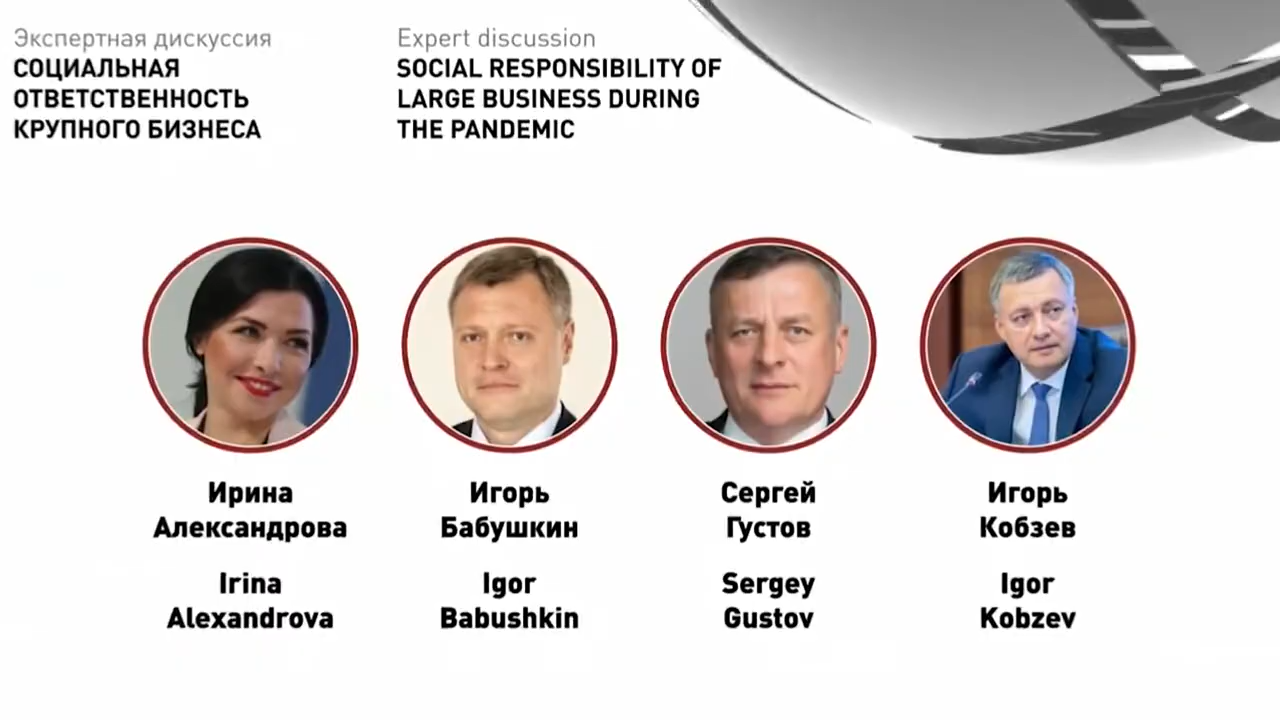 Экспертная дискуссия
СОЦИАЛЬНАЯ
ОТВЕТСТВЕННОСТЬ
КРУПНОГО БИЗНЕСА
Expert discussion
SOCIAL RESPONSIBILITY OF
LARGE BUSINESS DURING
THE PANDEMIC
Ирина
Александрова
Irina
Alexandrova
Игорь
Бабушкин
Igor
Babushkin
Сергей
Густов
Sergey
Gustov
Игорь
Кобзев
Igor
Kobzev